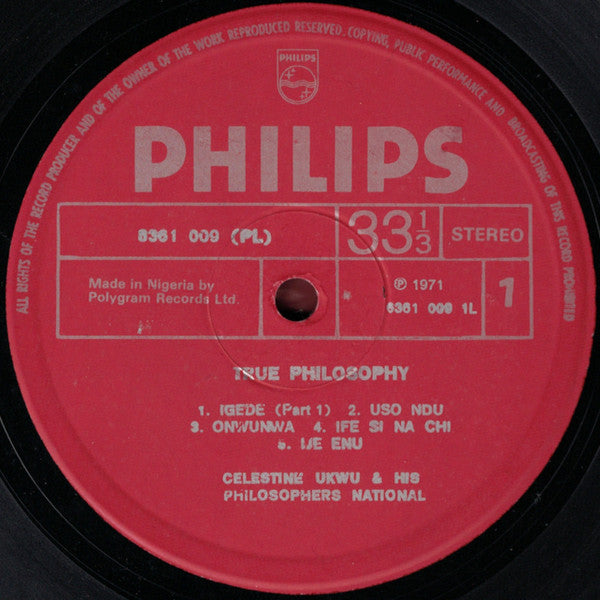 ALL RIGHTS OF THE RECORD PRODUCER AND OF THE OWNER OF THE WORK REPRODUCED RESERVED. COPYING, PUBLIC PERFORMANCE AND BROADCASTING OF THIS RECORD PROHIBITED
PHILIPS
PHILIPS
6361 009 (PL)
33 1/3
STEREO
Made in Nigeria by
Polygram Records Ltd.
℗ 1971
6361 009 1L
1
TRUE PHILOSOPHY
1. IGEDE (Part 1) 2. USO NDU
3. ONWUNWA 4. IFE SI NA CHI
5. IJE ENU
CELESTINE UKWU & HIS
PHILOSOPHERS NATIONAL